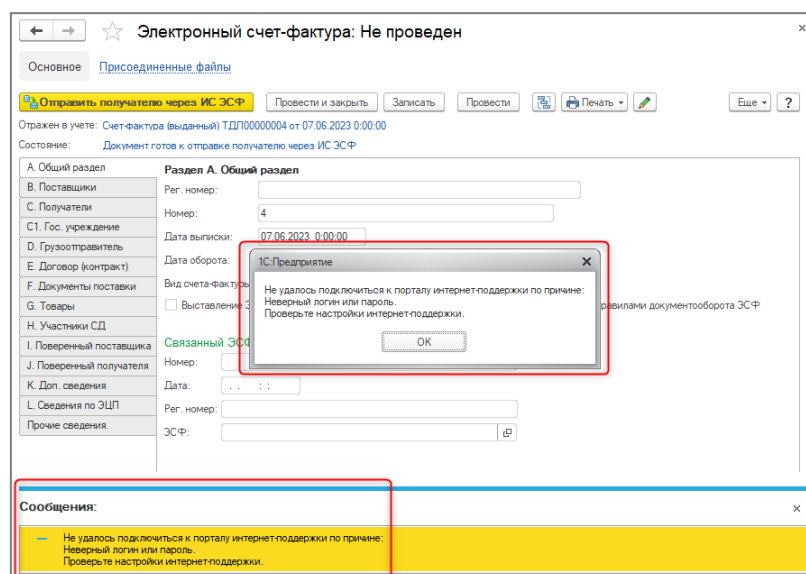 Электронный счет-фактура: Не проведен
Основное Присоединенные файлы
Отправить получателю через ИС ЭСФ Провести и закрыть Записать Провести Печать Еще ?
Отражен в учете: Счет-фактура (выданный) ТДП00000004 от 07.06.2023 0:00:00
Состояние: Документ готов к отправке получателю через ИС ЭСФ
А. Общий раздел
В. Поставщики
С. Получатели
С1. Гос. учреждение
D. Грузоотправитель
Е. Договор (контракт)
F. Документы поставки
G. Товары
Н. Участники СД
I. Поверенный поставщика
J. Поверенный получателя
К. Доп. сведения
L. Сведения по ЭЦП
Прочие сведения
Раздел А. Общий раздел
Рег. номер:
Номер: 4
Дата выписки: 07.06.2023 0:00:00
Дата оборота:
Вид счета-фактуры
Выставление Э
равилами документооборота ЭСФ
1С:Предприятие
Не удалось подключиться к порталу интернет-поддержки по причине:
Неверный логин или пароль.
Проверьте настройки интернет-поддержки.
ОК
Связанный ЭСФ
Номер:
Дата: . . : :
Рег. номер:
ЭСФ:
Сообщения:
Не удалось подключиться к порталу интернет-поддержки по причине:
Неверный логин или пароль.
Проверьте настройки интернет-поддержки.